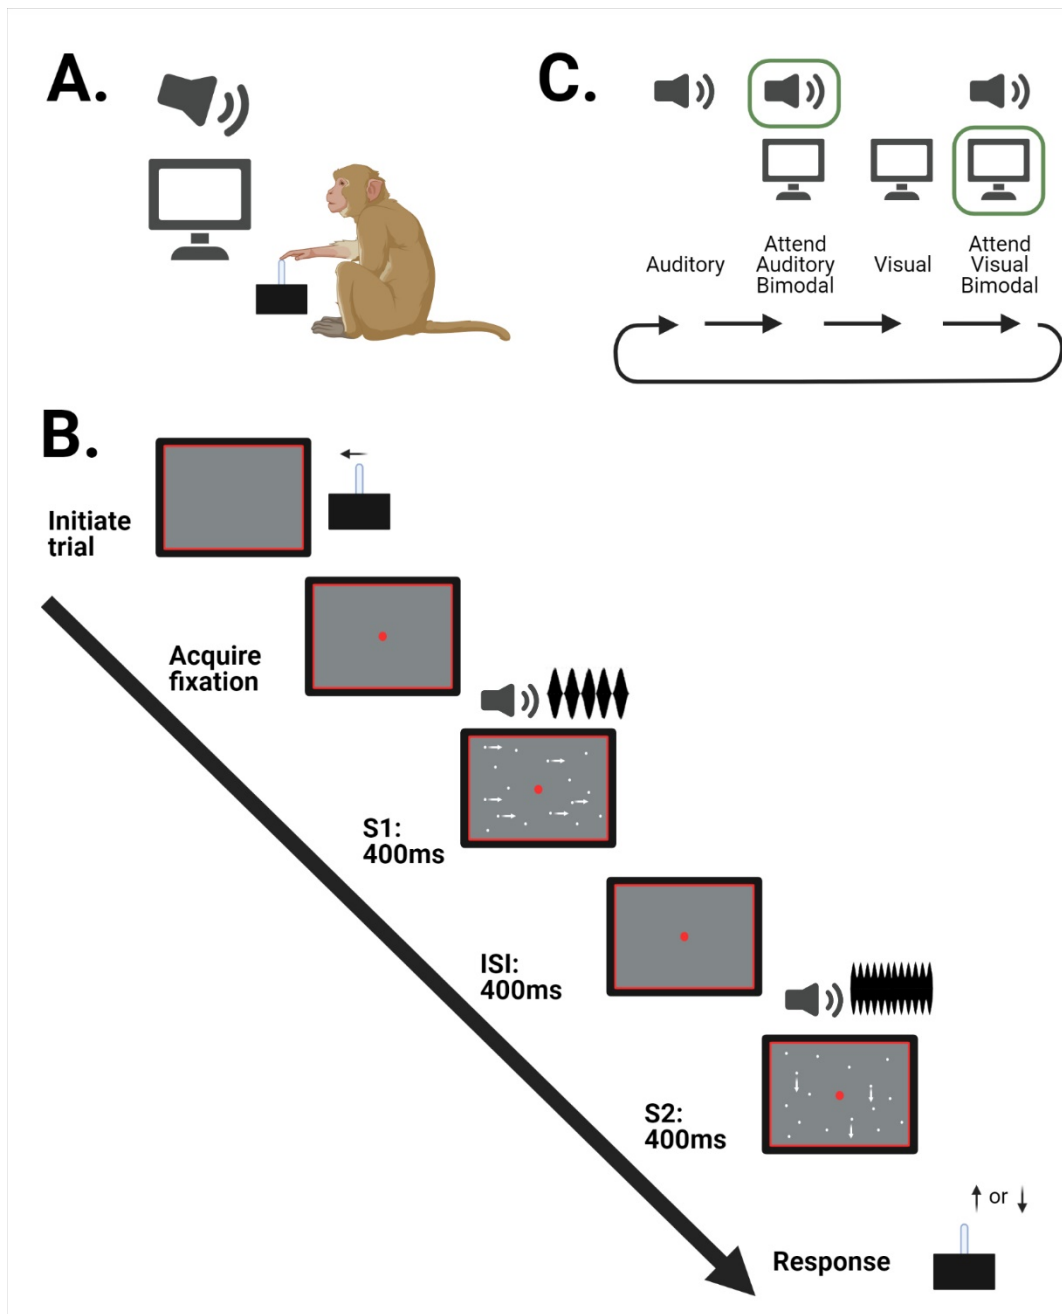 A.
C.
Auditory
Attend
Auditory
Bimodal
Visual
Attend
Visual
Bimodal
B.
Initiate
trial
Acquire
fixation
S1:
400ms
ISI:
400ms
S2:
400ms
↑ or ↓
Response